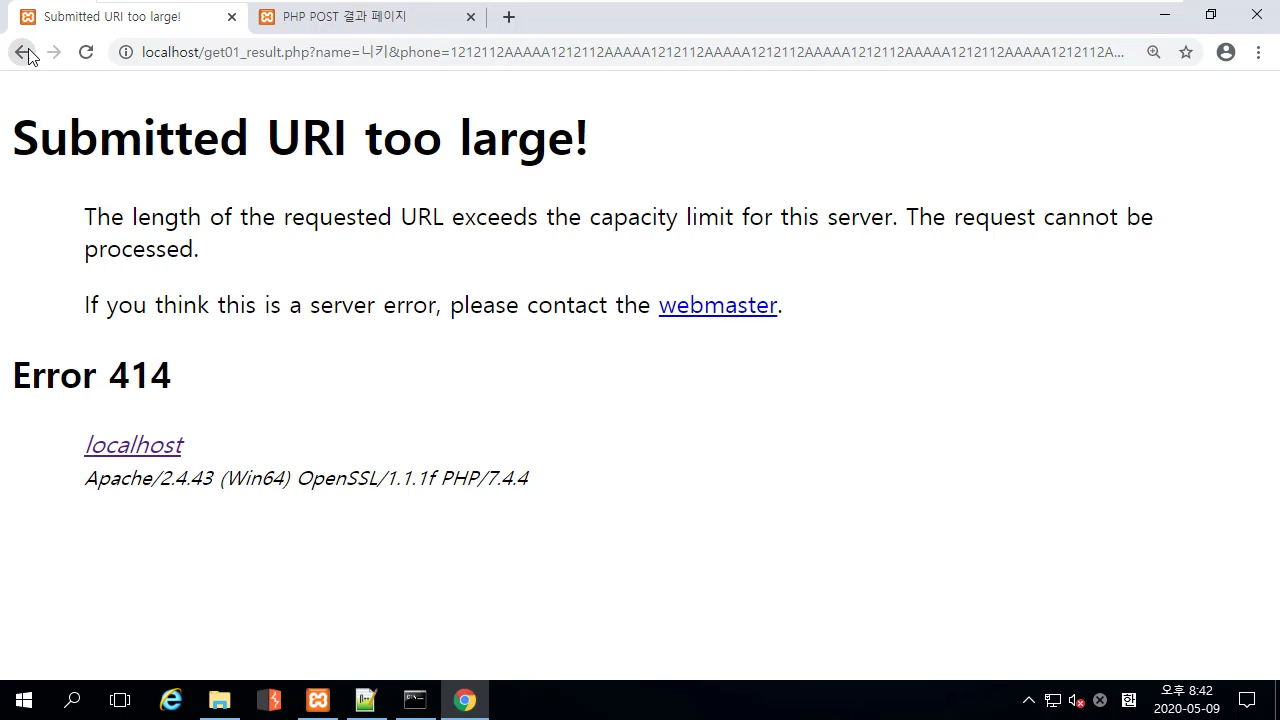 Submitted URI too large!
PHP POST 결과 페이지
localhost/get01_result.php?name=니키&phone=1212112AAAAA1212112AAAAA1212112AAAAA1212112AAAAA1212112AAAAA1212112AAAAA1212112A...
Submitted URI too large!
The length of the requested URL exceeds the capacity limit for this server. The request cannot be
processed.
If you think this is a server error, please contact the webmaster.
Error 414
localhost
Apache/2.4.43 (Win64) OpenSSL/1.1.1f PHP/7.4.4
한
오후 8:42
2020-05-09